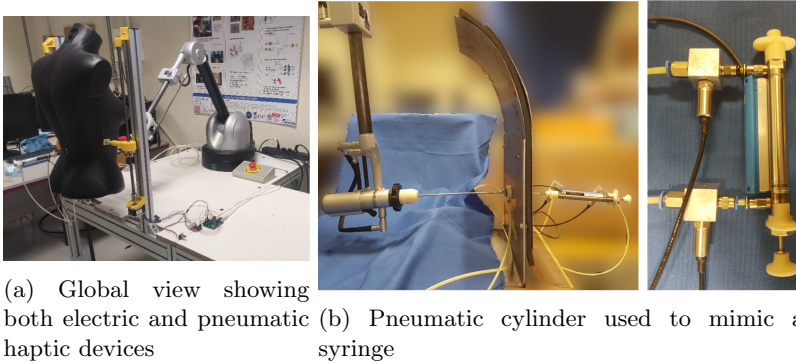 (a) Global view showing
both electric and pneumatic
haptic devices
(b) Pneumatic cylinder used to mimic a
syringe